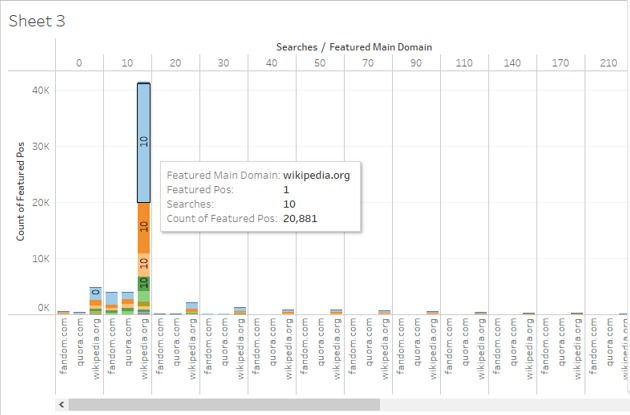 Sheet 3
Searches / Featured Main Domain
0 10 20 30 40 50 70 90 110 140 170 210
Count of Featured Pos
40K
30K
20K
10K
0K
10
10
10
10
0
Featured Main Domain: wikipedia.org
Featured Pos: 1
Searches: 10
Count of Featured Pos: 20,881
fandom.com
quora.com
wikipedia.org
fandom.com
quora.com
wikipedia.org
fandom.com
quora.com
wikipedia.org
fandom.com
quora.com
wikipedia.org
fandom.com
quora.com
wikipedia.org
fandom.com
quora.com
wikipedia.org
fandom.com
quora.com
wikipedia.org
fandom.com
quora.com
wikipedia.org
fandom.com
quora.com
wikipedia.org
fandom.com
quora.com
wikipedia.org
fandom.com
quora.com
wikipedia.org
fandom.com
quora.com
wikipedia.org